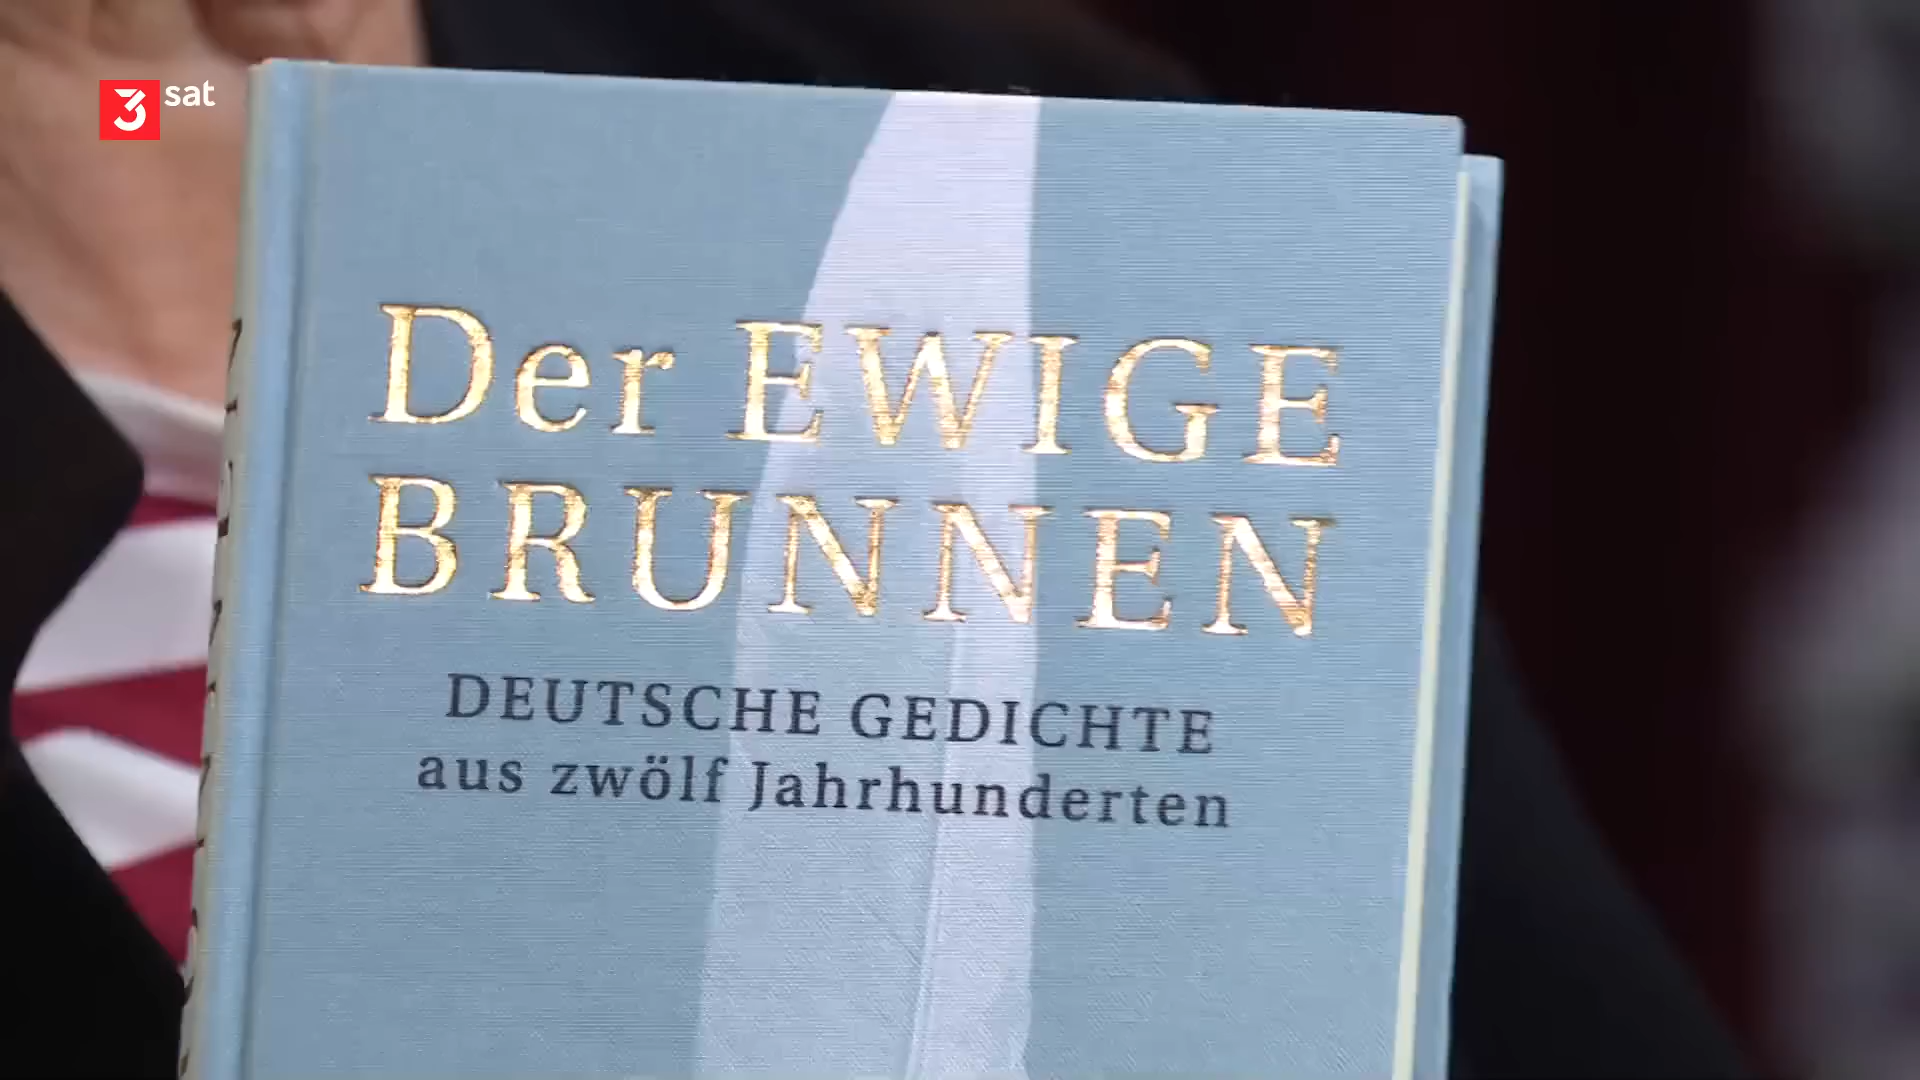 3sat
Der EWIGE
BRUNNEN
DEUTSCHE GEDICHTE
aus zwölf Jahrhunderten